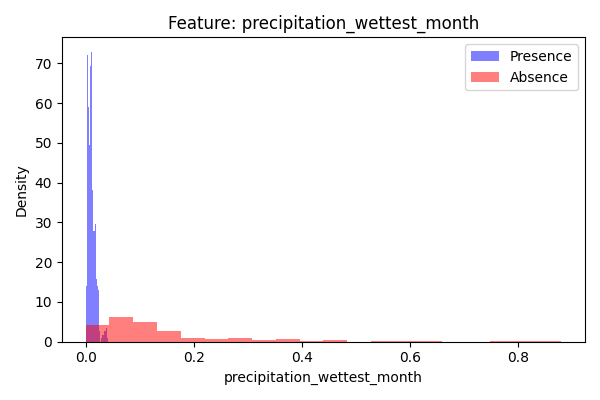 Feature: precipitation_wettest_month
Presence
Absence
Density
70
60
50
40
30
20
10
0
0.0 0.2 0.4 0.6 0.8
precipitation_wettest_month